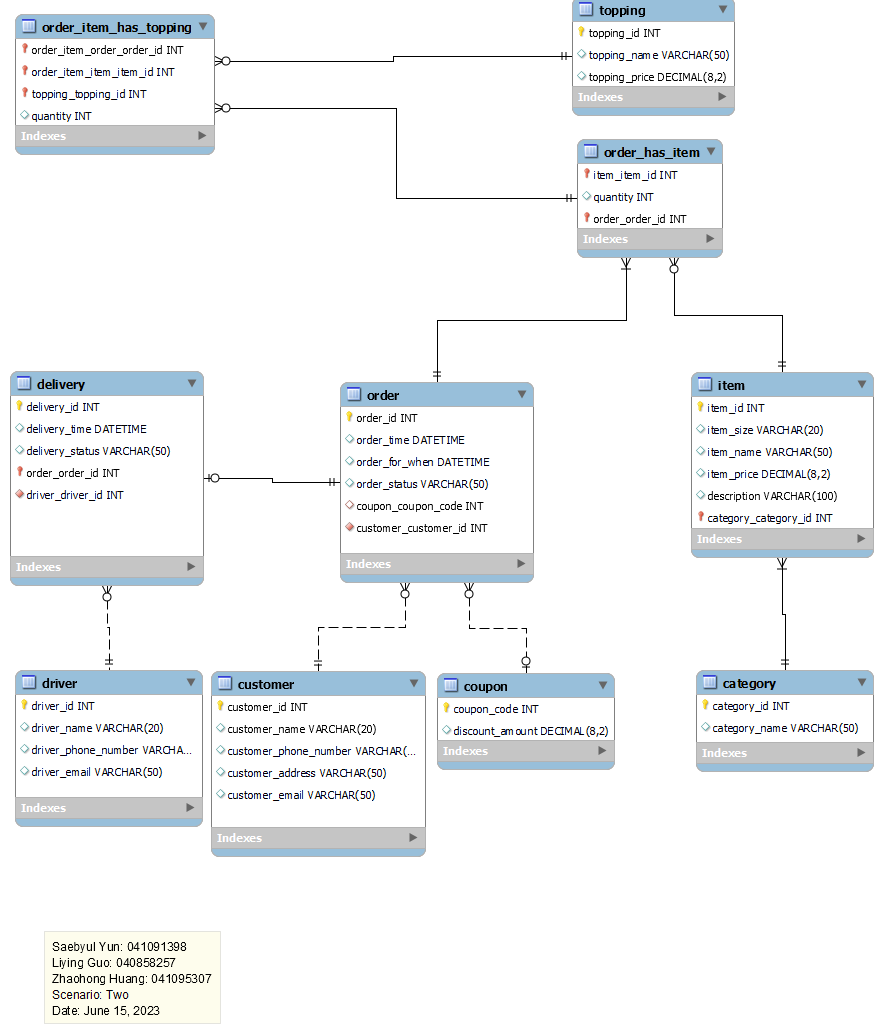 order_item_has_topping
order_item_order_order_id INT
order_item_item_item_id INT
topping_topping_id INT
quantity INT
Indexes
topping
topping_id INT
topping_name VARCHAR(50)
topping_price DECIMAL(8,2)
Indexes
order_has_item
item_item_id INT
quantity INT
order_order_id INT
Indexes
delivery
delivery_id INT
delivery_time DATETIME
delivery_status VARCHAR(50)
order_order_id INT
driver_driver_id INT
Indexes
order
order_id INT
order_time DATETIME
order_for_when DATETIME
order_status VARCHAR(50)
coupon_coupon_code INT
customer_customer_id INT
Indexes
item
item_id INT
item_size VARCHAR(20)
item_name VARCHAR(50)
item_price DECIMAL(8,2)
description VARCHAR(100)
category_category_id INT
Indexes
driver
driver_id INT
driver_name VARCHAR(20)
driver_phone_number VARCHA...
driver_email VARCHAR(50)
Indexes
customer
customer_id INT
customer_name VARCHAR(20)
customer_phone_number VARCHAR(...
customer_address VARCHAR(50)
customer_email VARCHAR(50)
Indexes
coupon
coupon_code INT
discount_amount DECIMAL(8,2)
Indexes
category
category_id INT
category_name VARCHAR(50)
Indexes
Saebyul Yun: 041091398
Liying Guo: 040858257
Zhaohong Huang: 041095307
Scenario: Two
Date: June 15, 2023